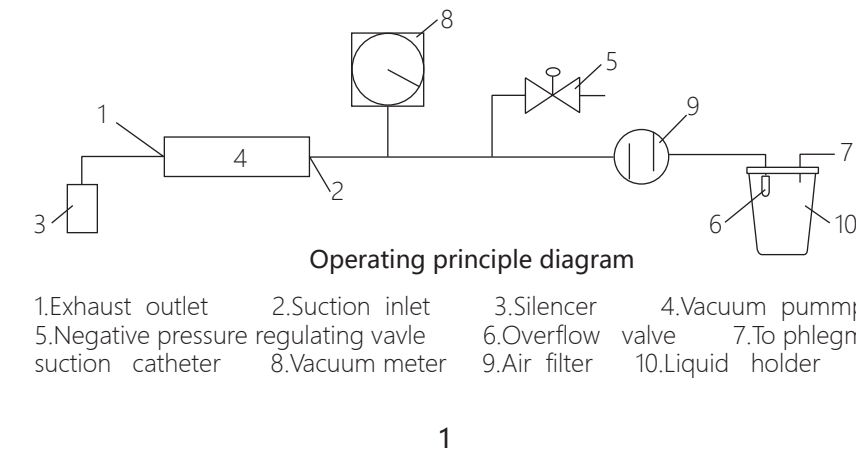 8
5
1
9
4
7
2
3
6
10
Operating principle diagram
1.Exhaust outlet 2.Suction inlet 3.Silencer 4.Vacuum pummp
5.Negative pressure regulating vavle 6.Overflow valve 7.To phlegm
suction catheter 8.Vacuum meter 9.Air filter 10.Liquid holder
1